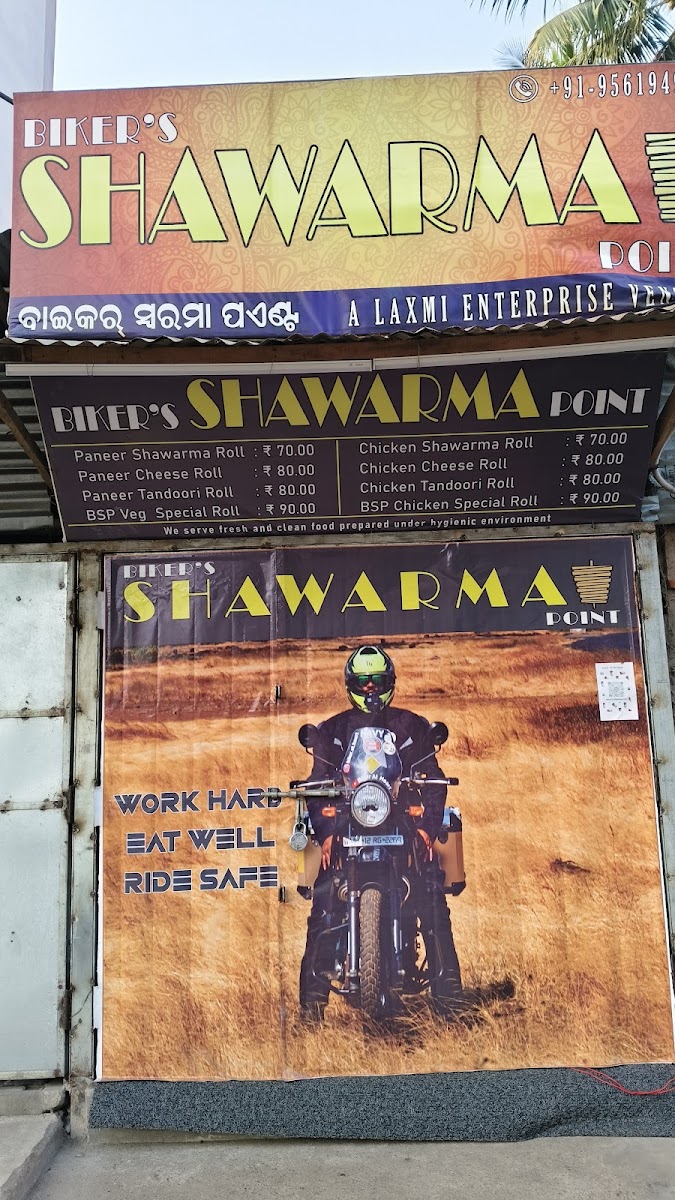 +91-956194
BIKER'S
SHAWARMA
POI
ବାଇକର୍ ସ୍ୱରମା ପଏଣ୍ଟ
A LAXMI ENTERPRISE VEN
BIKER'S SHAWARMA POINT
Paneer Shawarma Roll : ₹ 70.00
Paneer Cheese Roll : ₹ 80.00
Paneer Tandoori Roll : ₹ 80.00
BSP Veg Special Roll : ₹ 90.00
Chicken Shawarma Roll : ₹ 70.00
Chicken Cheese Roll : ₹ 80.00
Chicken Tandoori Roll : ₹ 80.00
BSP Chicken Special Roll : ₹ 90.00
We serve fresh and clean food prepared under hygienic environment
BIKER'S
SHAWARMA
POINT
WORK HARD
EAT WELL
RIDE SAFE